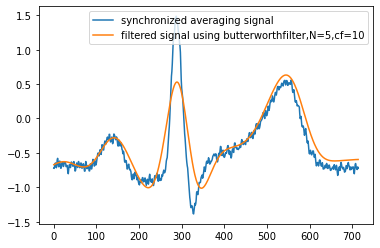 synchronized averaging signal
filtered signal using butterworthfilter,N=5,cf=10
1.5
1.0
0.5
0.0
−0.5
−1.0
−1.5
0 100 200 300 400 500 600 700